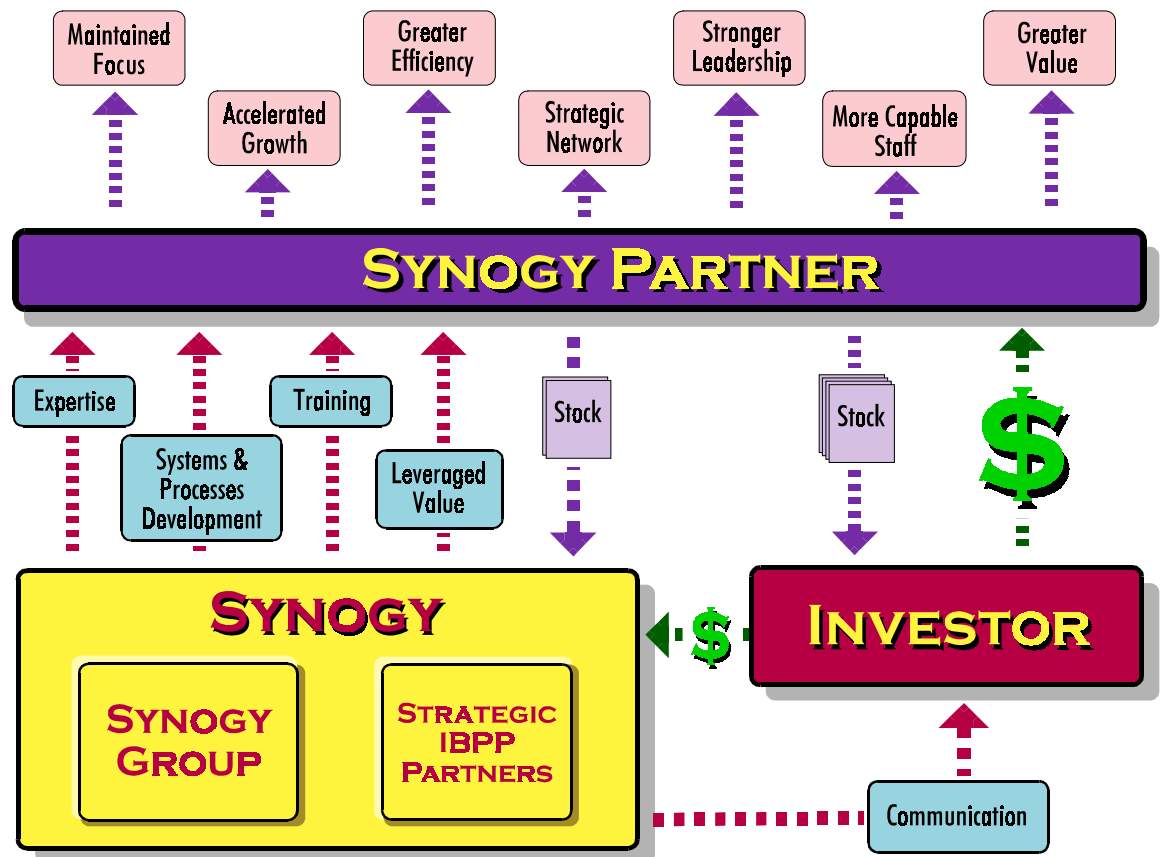 Maintained
Focus
Greater
Efficiency
Stronger
Leadership
Greater
Value
Accelerated
Growth
Strategic
Network
More Capable
Staff
SYNOGY PARTNER
Expertise
Training
Systems &
Processes
Development
Leveraged
Value
Stock
Stock
$
SYNOGY
$
INVESTOR
SYNOGY
GROUP
STRATEGIC
IBPP
PARTNERS
Communication